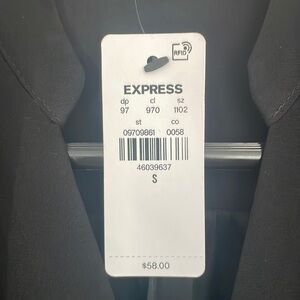 RFID
EXPRESS
dp cl sz
97 970 1102
st co
09709861 0058
46039637
S
$58.00